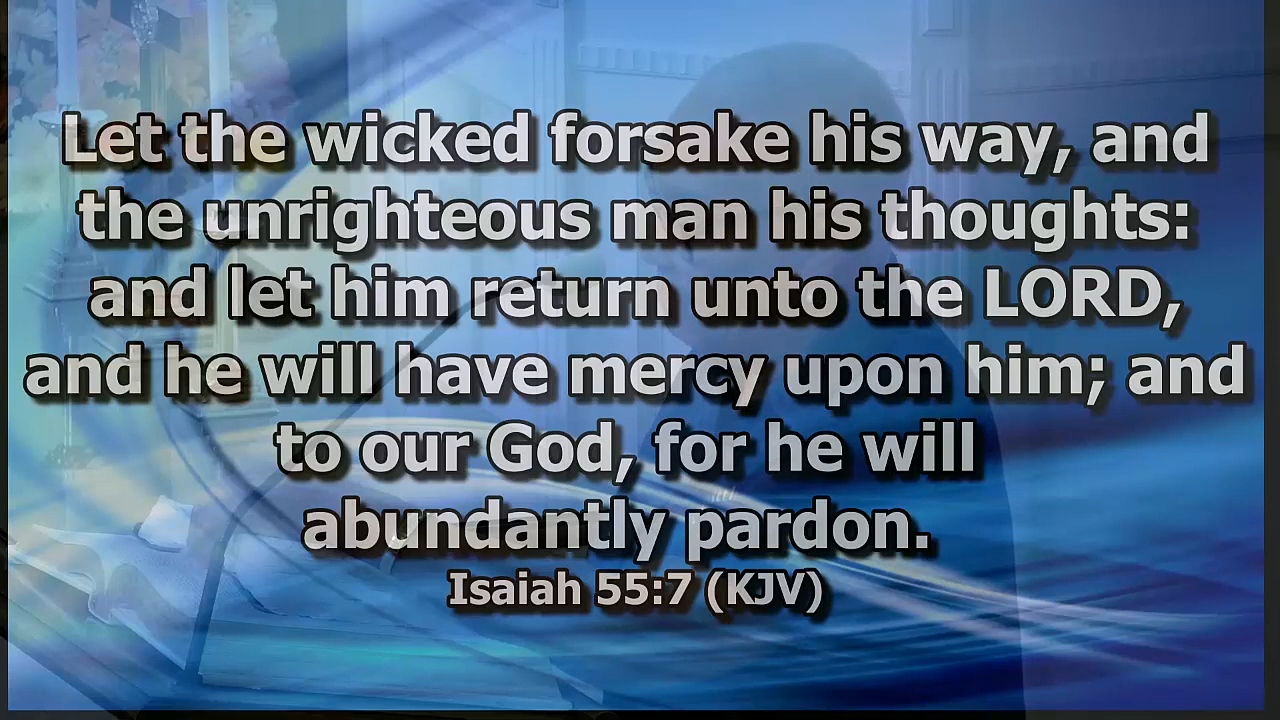 Let the wicked forsake his way, and
the unrighteous man his thoughts:
and let him return unto the LORD,
and he will have mercy upon him; and
to our God, for he will
abundantly pardon.
Isaiah 55:7 (KJV)